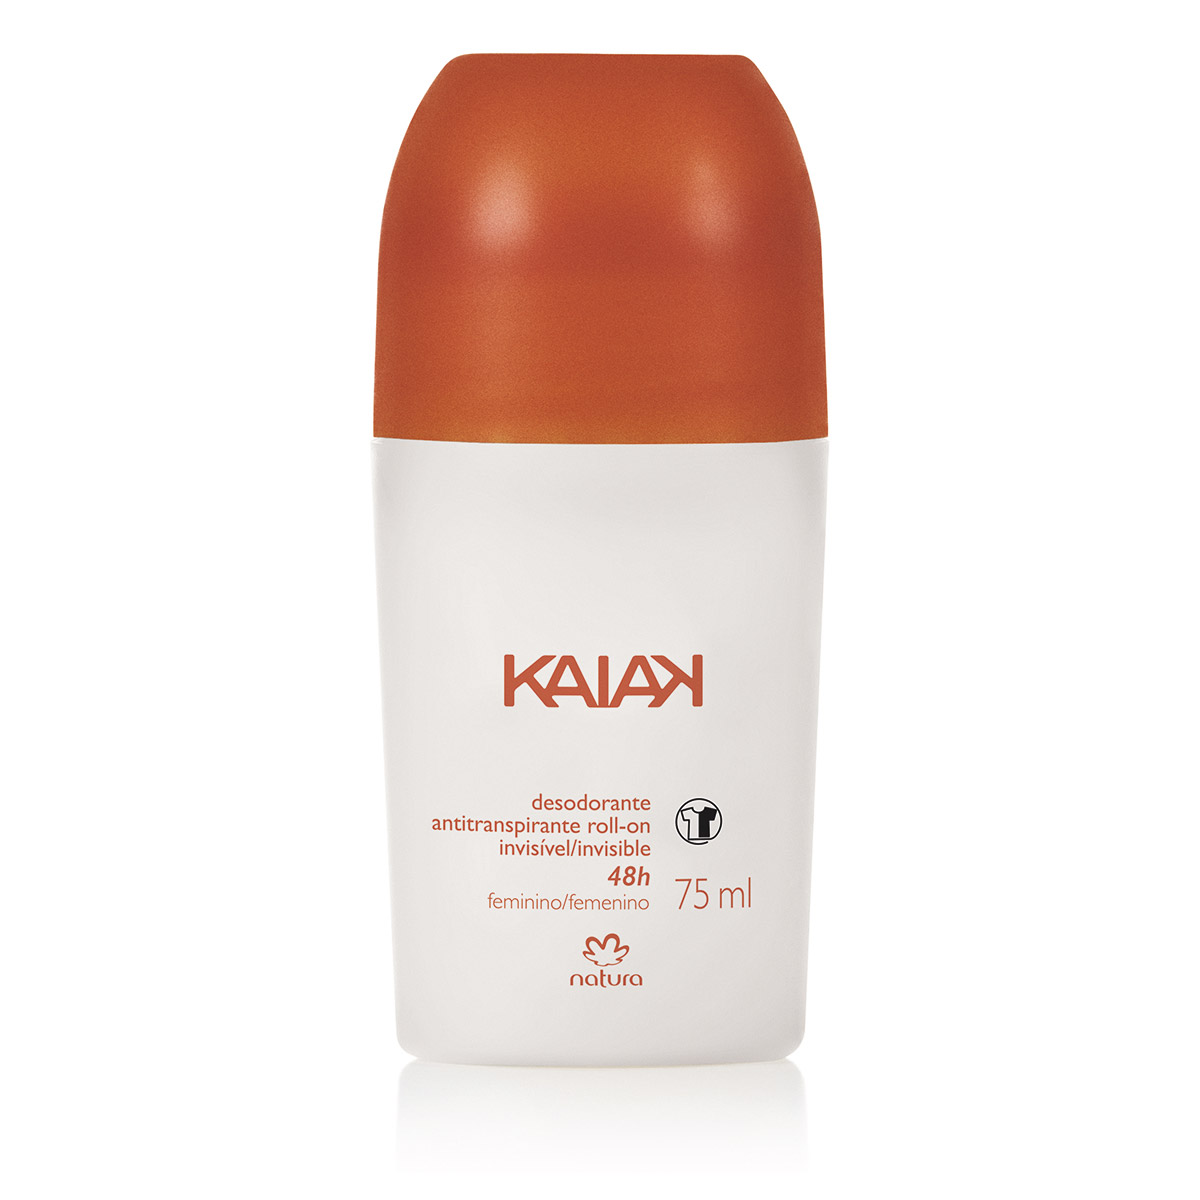 KAIAK
desodorante
antitranspirante roll-on
invisível/invisible
48h
feminino/femenino
75 ml
natura